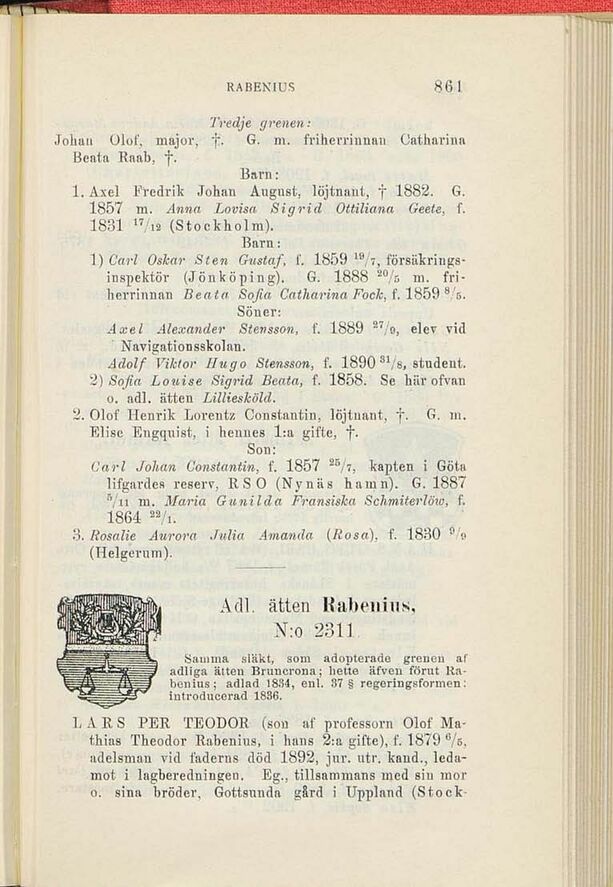 RABENIUS 861
Tredje grenen:
Johan Olof, major, †. G. m. friherrinnan Catharina
Beata Raab, †.
Barn:
1. Axel Fredrik Johan August, löjtnant, † 1882. G.
1857 m. Anna Lovisa Sigrid Ottiliana Geete, f.
1831 17/12 (Stockholm).
Barn:
1) Carl Oskar Sten Gustaf, f. 1859 19/7, försäkrings-
inspektör (Jönköping). G. 1888 20/5 m. fri-
herrinnan Beata Sofia Catharina Fock, f. 1859 8/5.
Söner:
Axel Alexander Stensson, f. 1889 27/9, elev vid
Navigationsskolan.
Adolf Viktor Hugo Stensson, f. 1890 31/8, student.
2) Sofia Louise Sigrid Beata, f. 1858. Se här ofvan
o. adl. ätten Lilliesköld.
2. Olof Henrik Lorentz Constantin, löjtnant, †. G. m.
Elise Engquist, i hennes 1:a gifte, †.
Son:
Carl Johan Constantin, f. 1857 25/7, kapten i Göta
lifgardes reserv, RSO (Nynäs hamn). G. 1887
5/11 m. Maria Gunilda Fransiska Schmiterlöw, f.
1864 22/1.
3. Rosalie Aurora Julia Amanda (Rosa), f. 1830 9/9
(Helgerum).
Adl. ätten Rabenius,
N:o 2311.
Samma släkt, som adopterade grenen af
adliga ätten Bruncrona; hette äfven förut Ra-
benius; adlad 1834, enl. 37 § regeringsformen:
introducerad 1836.
LARS PER TEODOR (son af professorn Olof Ma-
thias Theodor Rabenius, i hans 2:a gifte), f. 1879 6/5,
adelsman vid faderns död 1892, jur. utr. kand., leda-
mot i lagberedningen. Eg., tillsammans med sin mor
o. sina bröder, Gottsunda gård i Uppland (Stock-